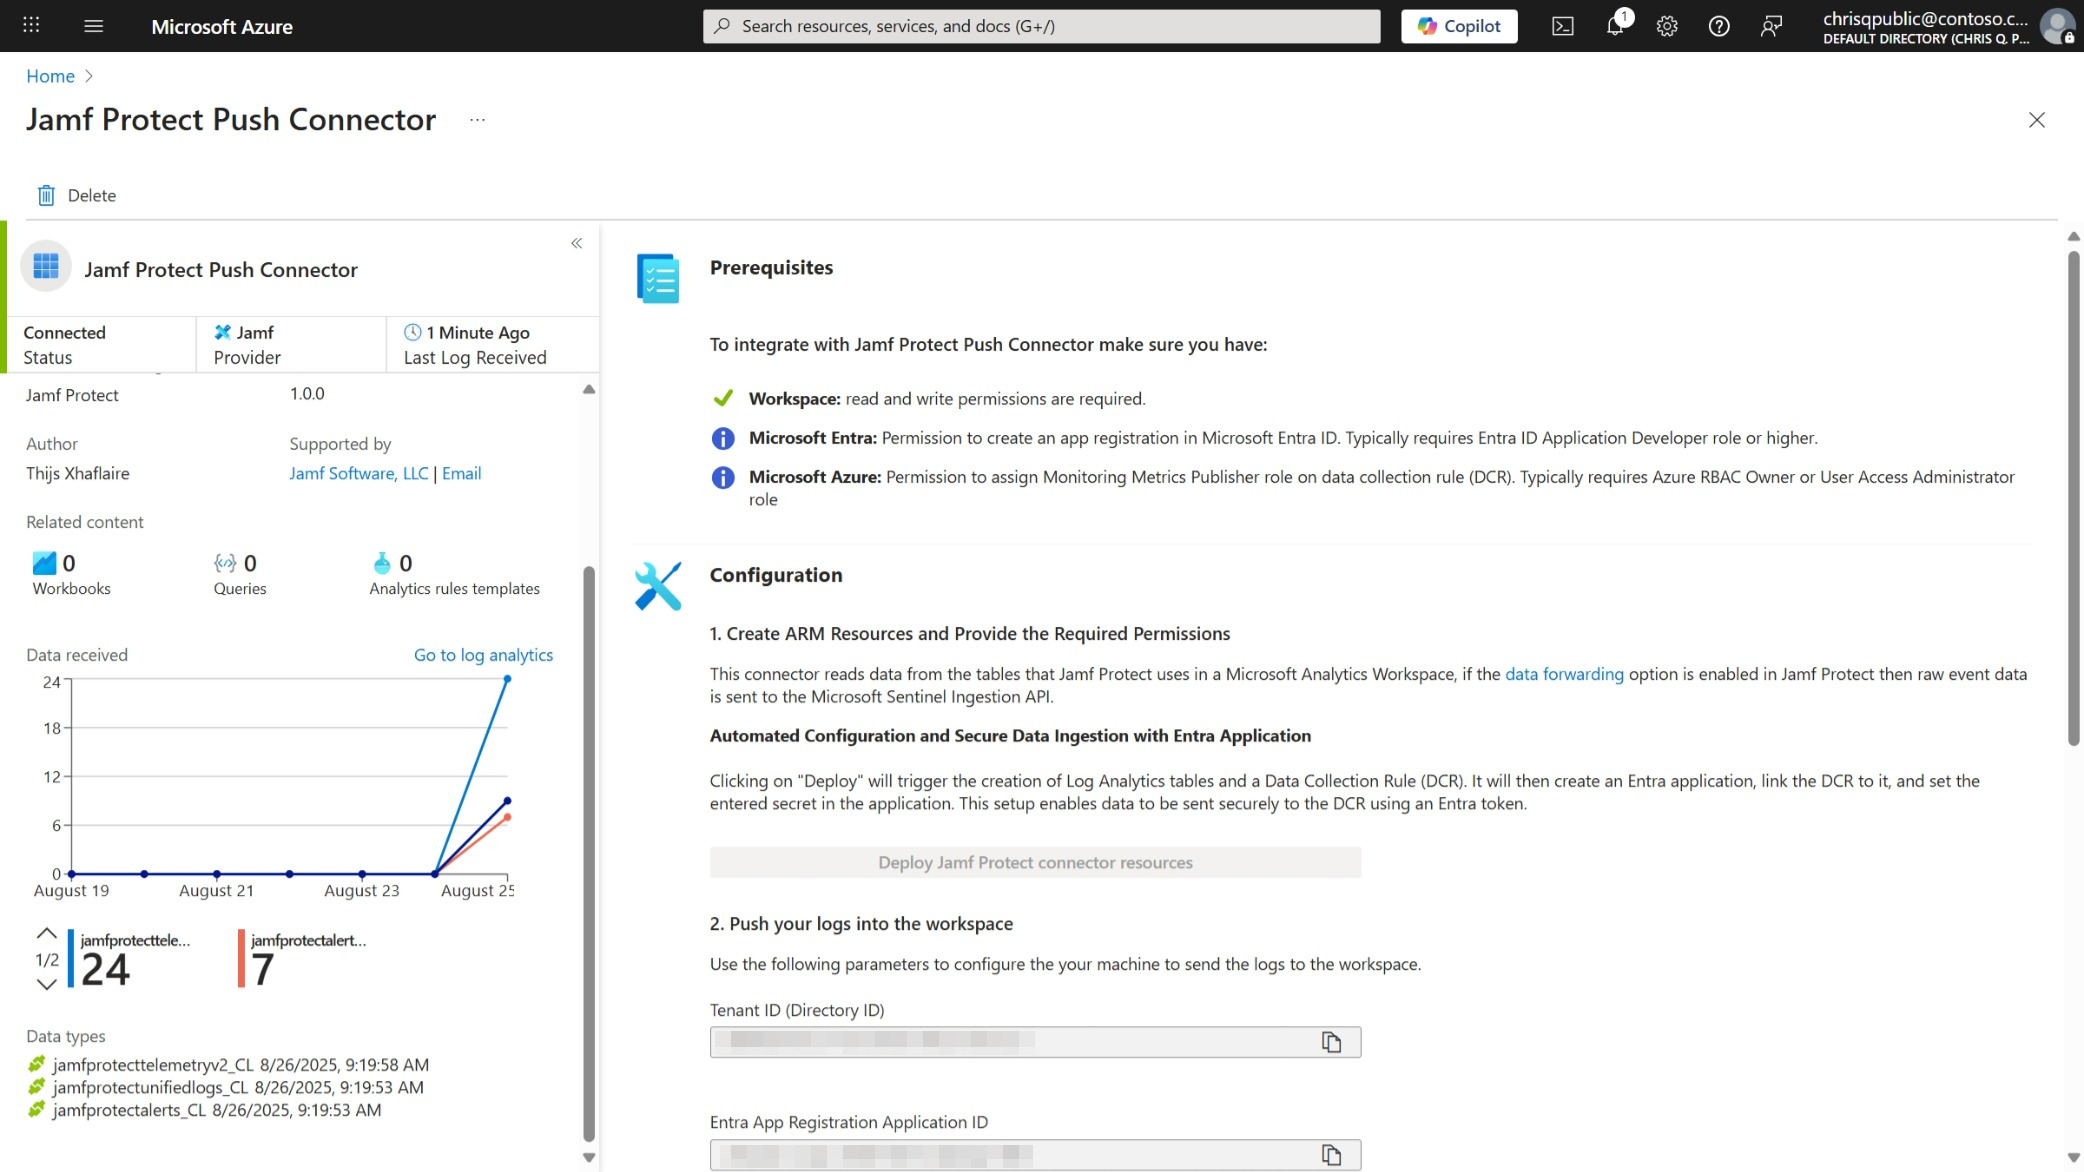 Microsoft Azure
Search resources, services, and docs (G+/)
Copilot
1
chrisqpublic@contoso.c...
DEFAULT DIRECTORY (CHRIS Q. P...
Home
Jamf Protect Push Connector
...
Delete
Jamf Protect Push Connector
Connected
Status
Jamf
Provider
1 Minute Ago
Last Log Received
Jamf Protect
1.0.0
Author
Supported by
Thijs Xhaflaire
Jamf Software, LLC | Email
Related content
0
Workbooks
0
Queries
0
Analytics rules templates
Data received
Go to log analytics
24
18
12
6
0
August 19
August 21
August 23
August 25
1/2
jamfprotecttele...
24
jamfprotectalert...
7
Data types
jamfprotecttelemetryv2_CL 8/26/2025, 9:19:58 AM
jamfprotectunifiedlogs_CL 8/26/2025, 9:19:53 AM
jamfprotectalerts_CL 8/26/2025, 9:19:53 AM
Prerequisites
To integrate with Jamf Protect Push Connector make sure you have:
Workspace: read and write permissions are required.
Microsoft Entra: Permission to create an app registration in Microsoft Entra ID. Typically requires Entra ID Application Developer role or higher.
Microsoft Azure: Permission to assign Monitoring Metrics Publisher role on data collection rule (DCR). Typically requires Azure RBAC Owner or User Access Administrator
role
Configuration
1. Create ARM Resources and Provide the Required Permissions
This connector reads data from the tables that Jamf Protect uses in a Microsoft Analytics Workspace, if the data forwarding option is enabled in Jamf Protect then raw event data
is sent to the Microsoft Sentinel Ingestion API.
Automated Configuration and Secure Data Ingestion with Entra Application
Clicking on "Deploy" will trigger the creation of Log Analytics tables and a Data Collection Rule (DCR). It will then create an Entra application, link the DCR to it, and set the
entered secret in the application. This setup enables data to be sent securely to the DCR using an Entra token.
Deploy Jamf Protect connector resources
2. Push your logs into the workspace
Use the following parameters to configure the your machine to send the logs to the workspace.
Tenant ID (Directory ID)
Entra App Registration Application ID